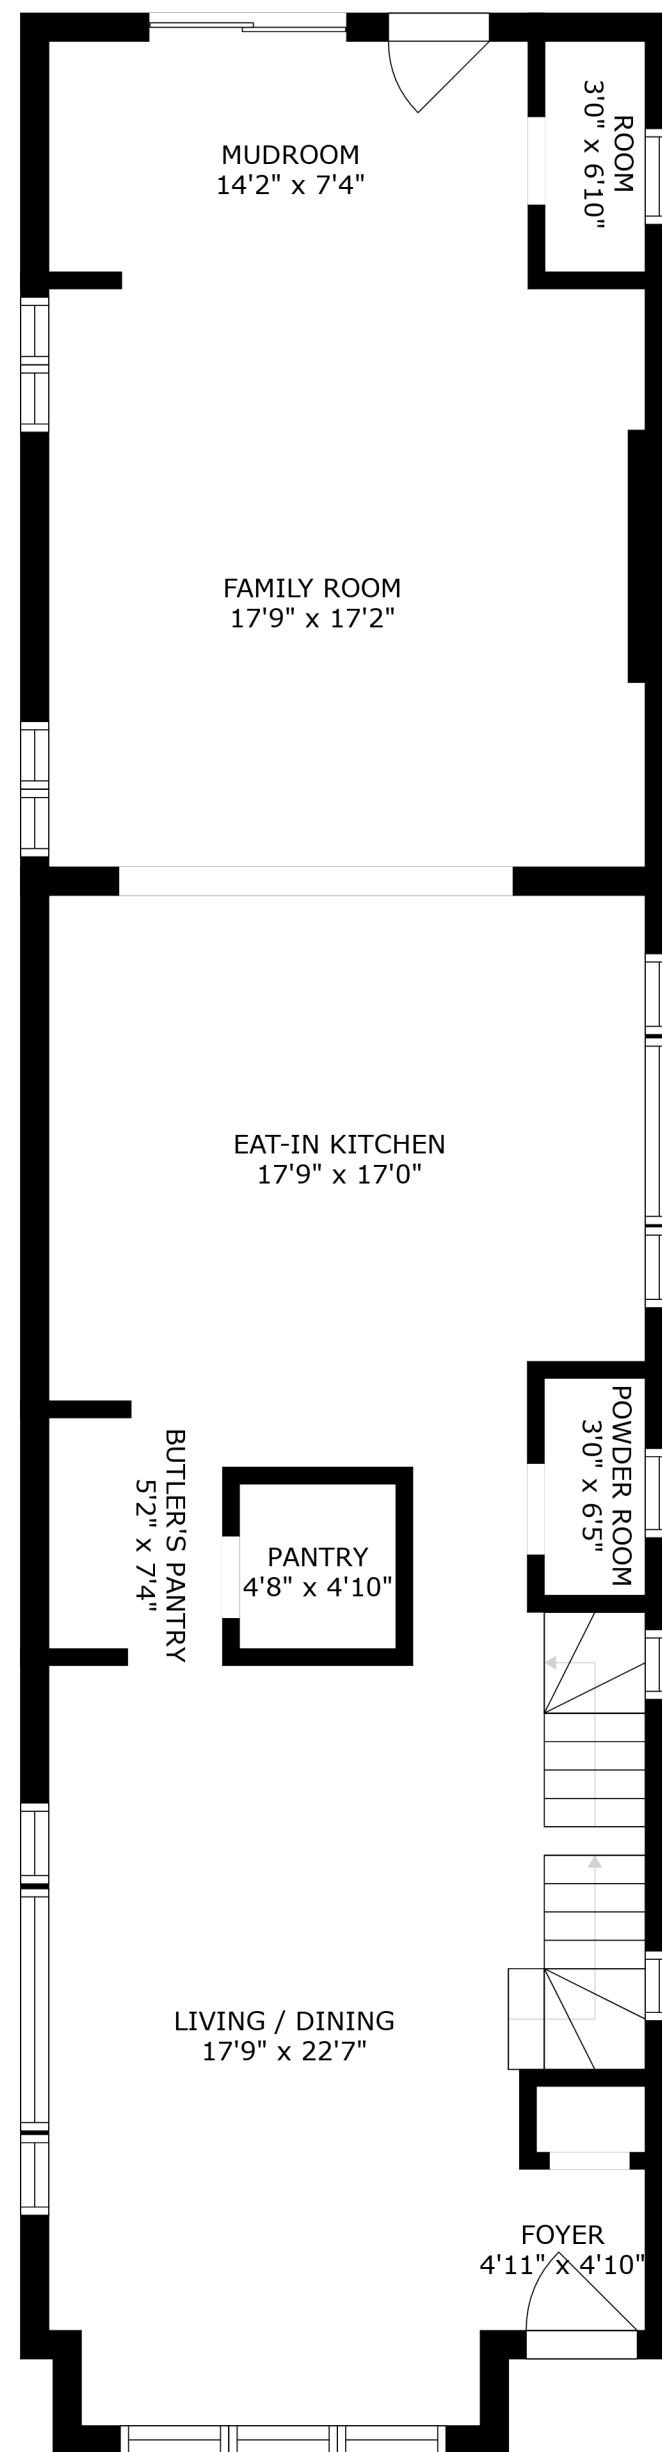 MUDROOM
14'2" x 7'4"
ROOM
3'0" x 6'10"
FAMILY ROOM
17'9" x 17'2"
EAT-IN KITCHEN
17'9" x 17'0"
POWDER ROOM
3'0" x 6'5"
BUTLER'S PANTRY
5'2" x 7'4"
PANTRY
4'8" x 4'10"
LIVING / DINING
17'9" x 22'7"
FOYER
4'11" x 4'10"